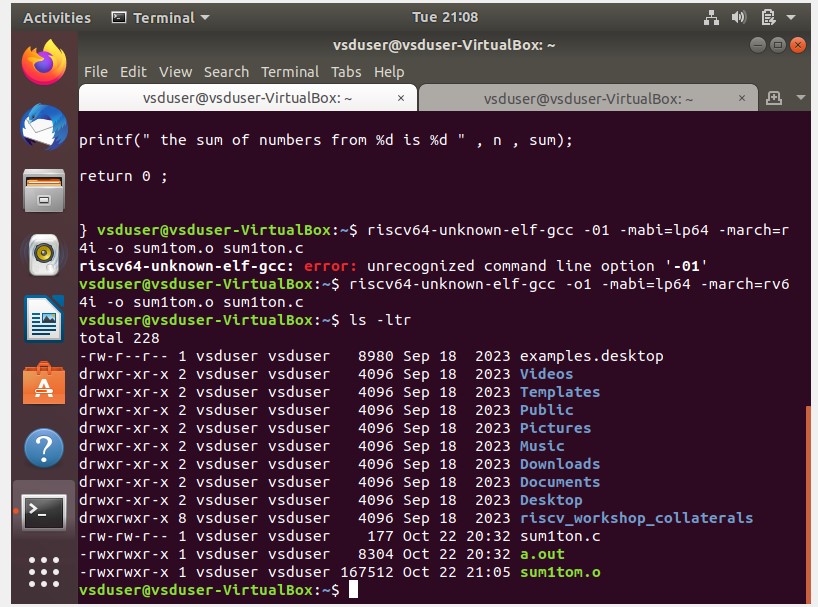 Activities Terminal Tue 21:08
vsduser@vsduser-VirtualBox: ~
File Edit View Search Terminal Tabs Help
vsduser@vsduser-VirtualBox: ~ × vsduser@vsduser-VirtualBox: ~ ×
printf(" the sum of numbers from %d is %d " , n , sum);
return 0 ;
} vsduser@vsduser-VirtualBox:~$ riscv64-unknown-elf-gcc -01 -mabi=lp64 -march=r
4i -o sum1tom.o sum1ton.c
riscv64-unknown-elf-gcc: error: unrecognized command line option '-01'
vsduser@vsduser-VirtualBox:~$ riscv64-unknown-elf-gcc -o1 -mabi=lp64 -march=rv6
4i -o sum1tom.o sum1ton.c
vsduser@vsduser-VirtualBox:~$ ls -ltr
total 228
-rw-r--r-- 1 vsduser vsduser 8980 Sep 18 2023 examples.desktop
drwxr-xr-x 2 vsduser vsduser 4096 Sep 18 2023 Videos
drwxr-xr-x 2 vsduser vsduser 4096 Sep 18 2023 Templates
drwxr-xr-x 2 vsduser vsduser 4096 Sep 18 2023 Public
drwxr-xr-x 2 vsduser vsduser 4096 Sep 18 2023 Pictures
drwxr-xr-x 2 vsduser vsduser 4096 Sep 18 2023 Music
drwxr-xr-x 2 vsduser vsduser 4096 Sep 18 2023 Downloads
drwxr-xr-x 2 vsduser vsduser 4096 Sep 18 2023 Documents
drwxr-xr-x 2 vsduser vsduser 4096 Sep 18 2023 Desktop
drwxrwxr-x 8 vsduser vsduser 4096 Sep 18 2023 riscv_workshop_collaterals
-rw-rw-r-- 1 vsduser vsduser 177 Oct 22 20:32 sum1ton.c
-rwxrwxr-x 1 vsduser vsduser 8304 Oct 22 20:32 a.out
-rwxrwxr-x 1 vsduser vsduser 167512 Oct 22 21:05 sum1tom.o
vsduser@vsduser-VirtualBox:~$